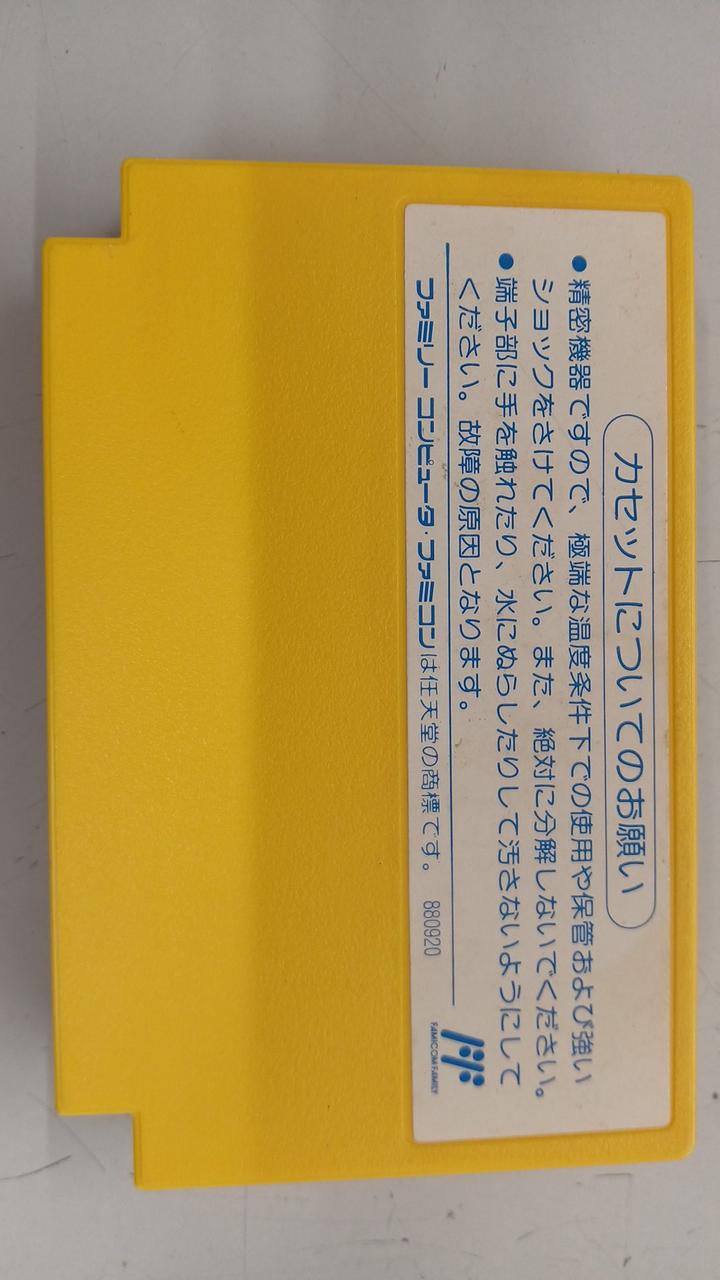 カセットについてのお願い
●精密機器ですので、極端な温度条件下での使用や保管および強い
ショックをさけてください。また、絶対に分解しないでください。
●端子部に手を触れたり、水にぬらしたりして汚さないようにして
ください。故障の原因となります。
ファミリー コンピュータ・ファミコンは任天堂の商標です。 880920
FAMICOM FAMILY